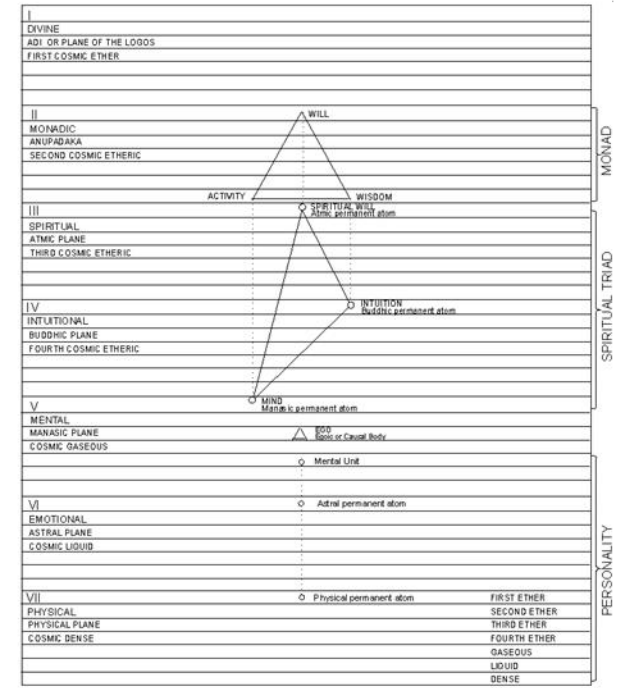 I
DIVINE
ADI OR PLANE OF THE LOGOS
FIRST COSMIC ETHER
II
WILL
MONADIC
ANUPADAKA
SECOND COSMIC ETHERIC
MONAD
ACTIVITY
WISDOM
III
SPIRITUAL WILL
Atmic permanent atom
SPIRITUAL
ATMIC PLANE
THIRD COSMIC ETHERIC
SPIRITUAL TRIAD
IV
INTUITION
Buddhic permanent atom
INTUITIONAL
BUDDHIC PLANE
FOURTH COSMIC ETHERIC
MIND
Manasic permanent atom
V
MENTAL
MANASIC PLANE
EGO
Egoic or Causal Body
COSMIC GASEOUS
Mental Unit
VI
Astral permanent atom
EMOTIONAL
ASTRAL PLANE
COSMIC LIQUID
PERSONALITY
VII
Physical permanent atom
FIRST ETHER
PHYSICAL
SECOND ETHER
PHYSICAL PLANE
THIRD ETHER
COSMIC DENSE
FOURTH ETHER
GASEOUS
LIQUID
DENSE